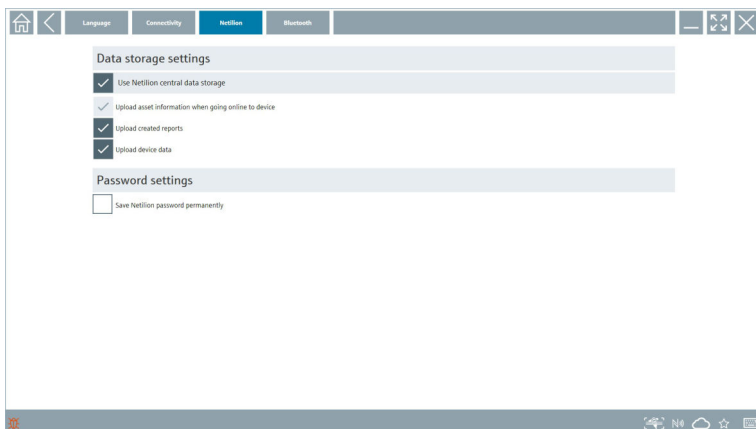 Language
Connectivity
Netilion
Bluetooth
Data storage settings
Use Netilion central data storage
Upload asset information when going online to device
Upload created reports
Upload device data
Password settings
Save Netilion password permanently